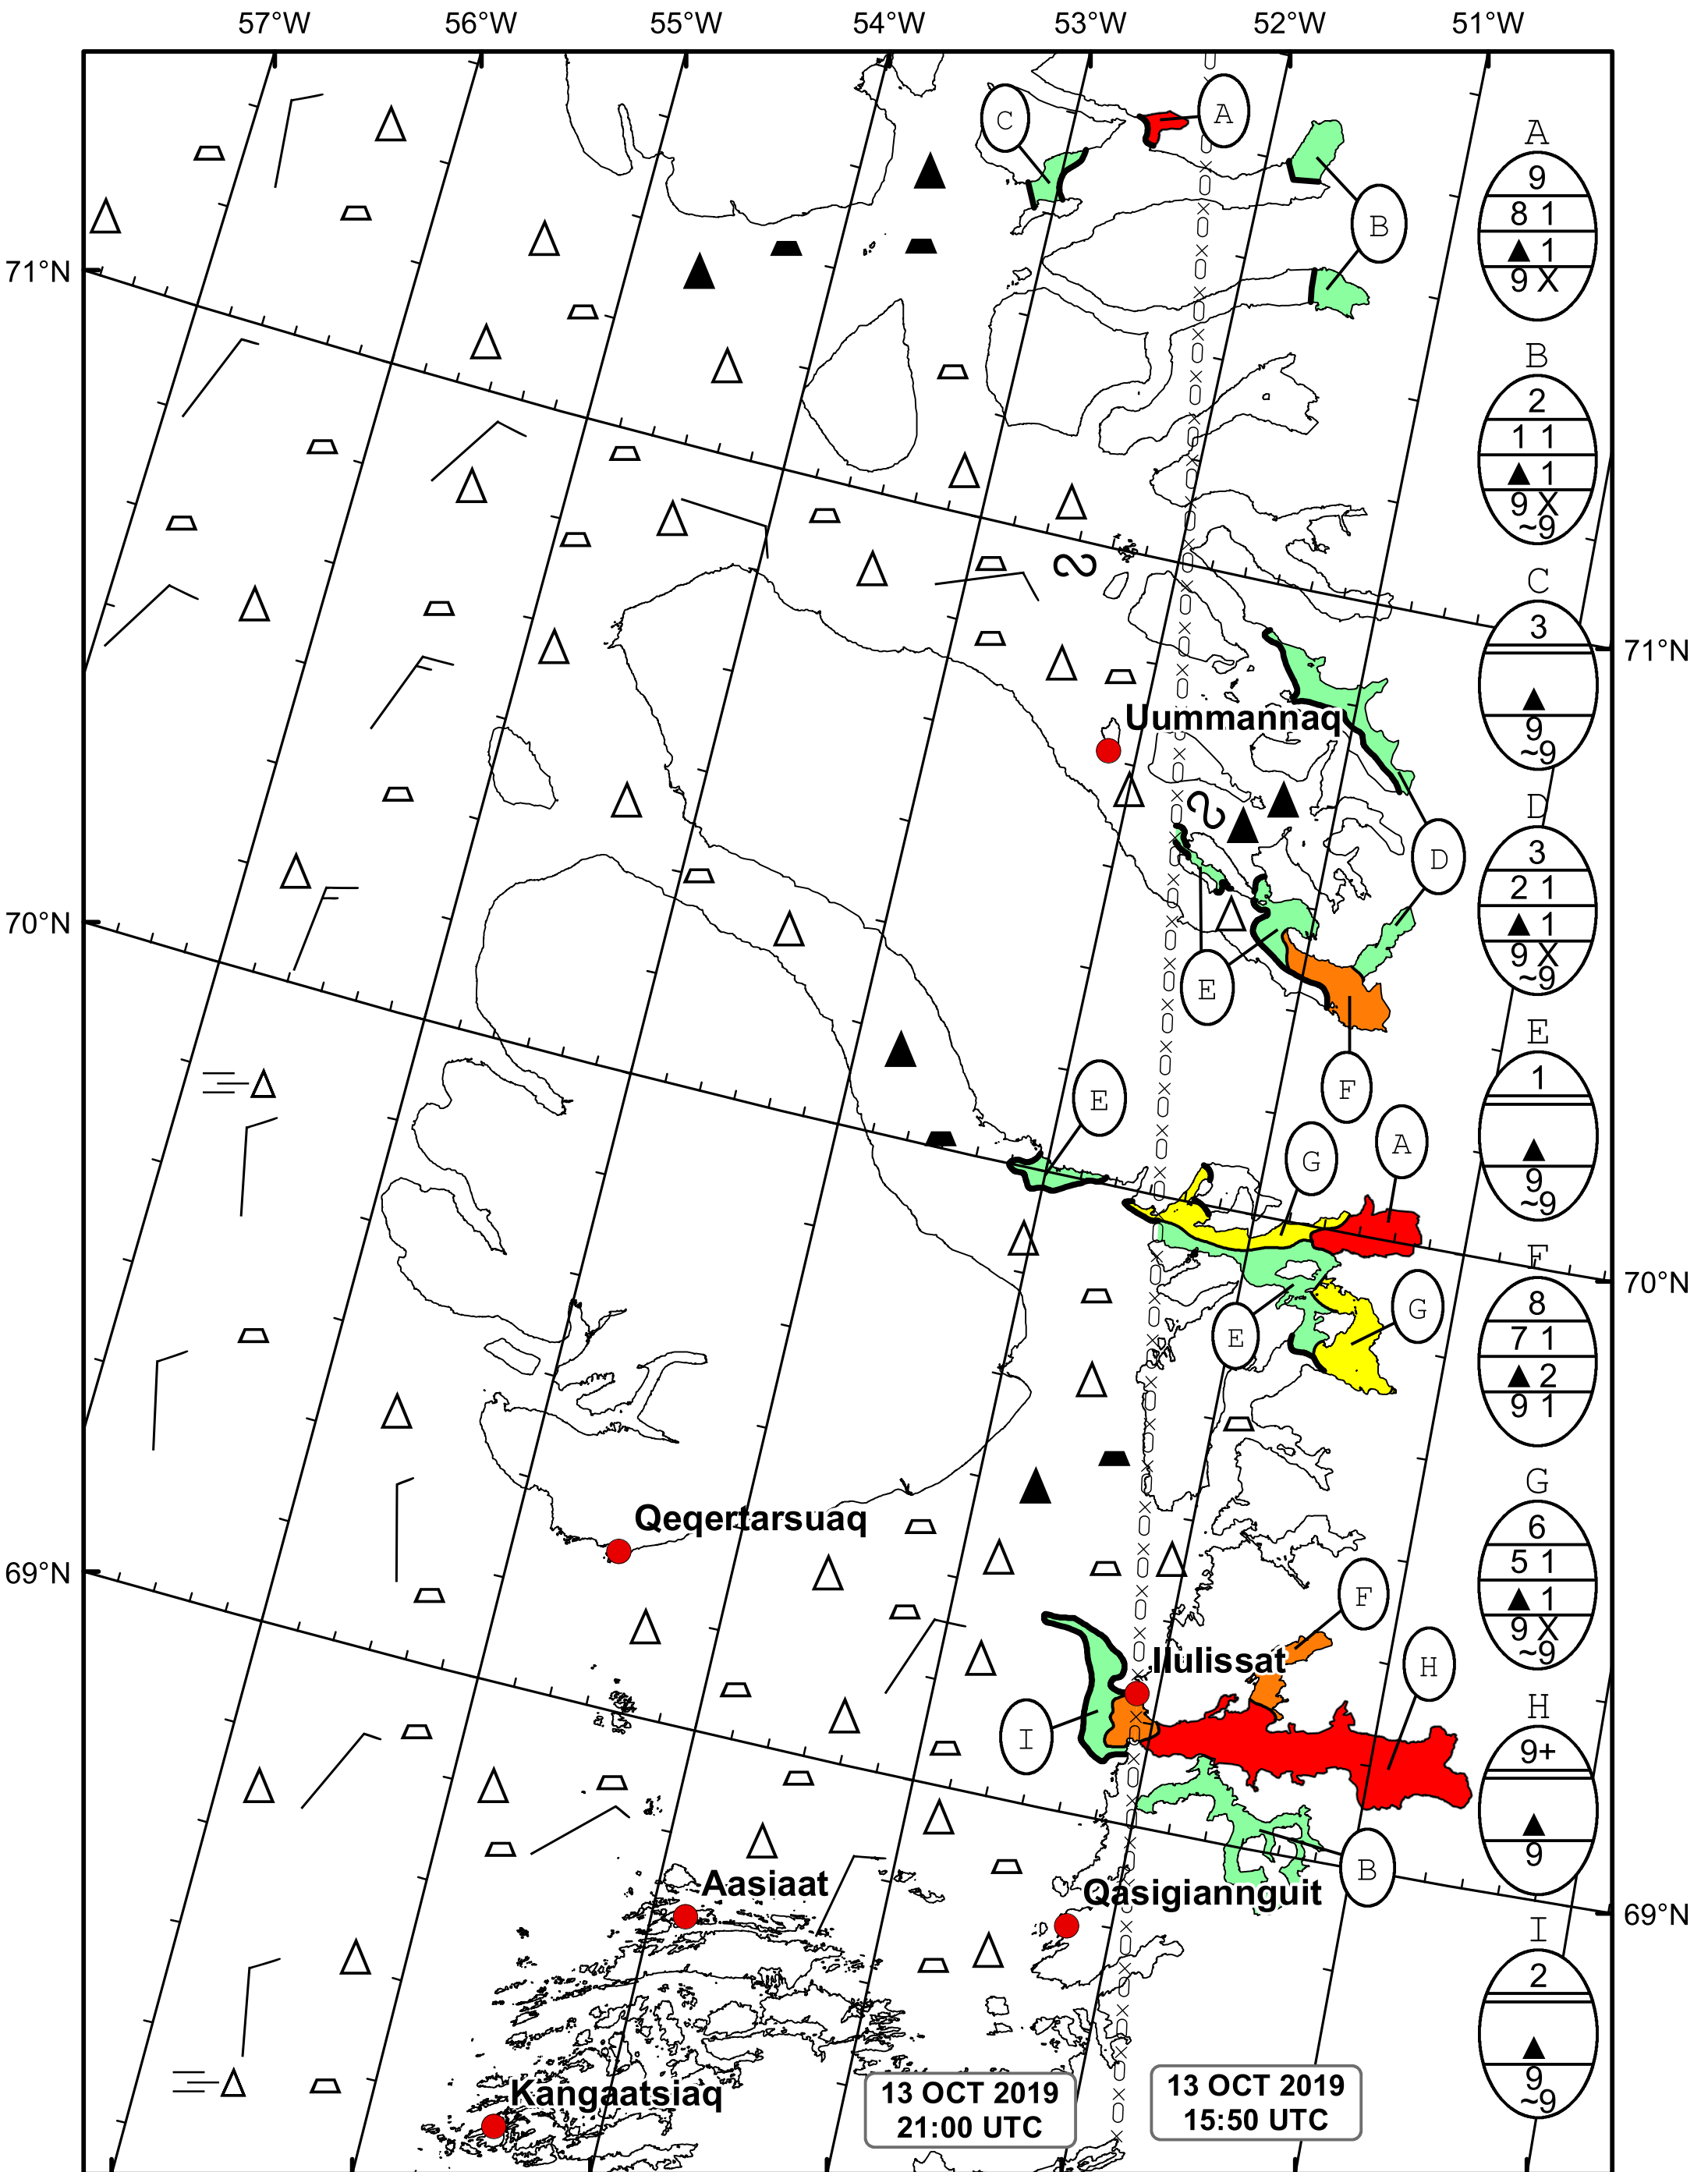 57°W 56°W 55°W 54°W 53°W 52°W 51°W
C
A
B
71°N
A
9
8 1
▲ 1
9 X
B
2
1 1
▲ 1
9 X
~9
C
3
▲
9
~9
71°N
Uummannaq
D
3
2 1
▲ 1
9 X
~9
D
E
F
70°N
E
1
▲
9
~9
E
G
A
E
G
70°N
F
8
7 1
▲ 2
9 1
G
6
5 1
▲ 1
9 X
~9
Qeqertarsuaq
69°N
F
Ilulissat
H
I
H
9+
▲
9
B
Aasiaat
Qasigiannguit
69°N
I
2
▲
9
~9
Kangaatsiaq
13 OCT 2019
21:00 UTC
13 OCT 2019
15:50 UTC